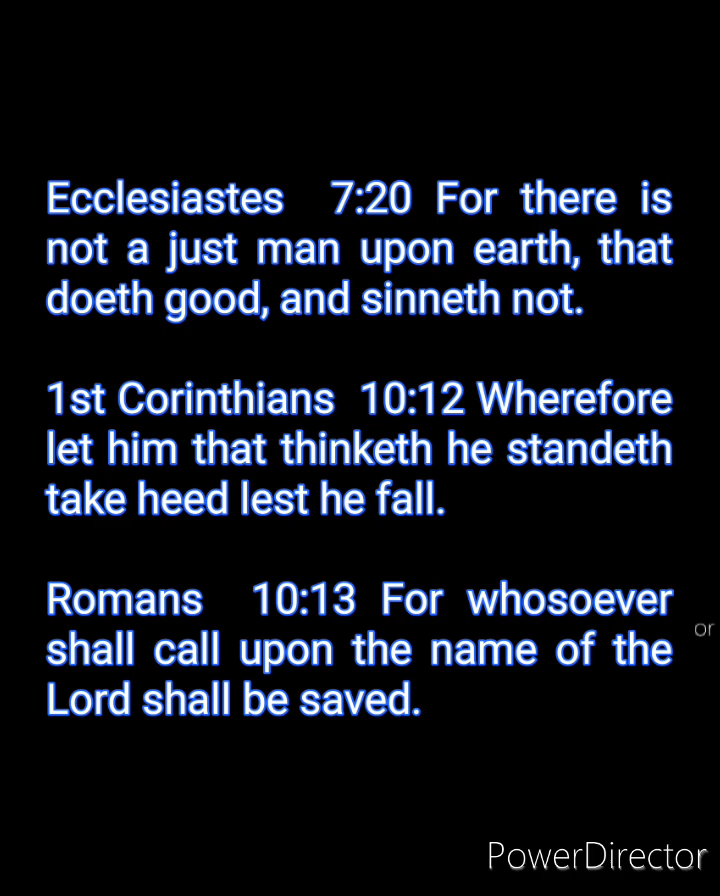 Ecclesiastes 7:20 For there is
not a just man upon earth, that
doeth good, and sinneth not.
1st Corinthians 10:12 Wherefore
let him that thinketh he standeth
take heed lest he fall.
Romans 10:13 For whosoever
shall call upon the name of the
Lord shall be saved.
or
PowerDirector